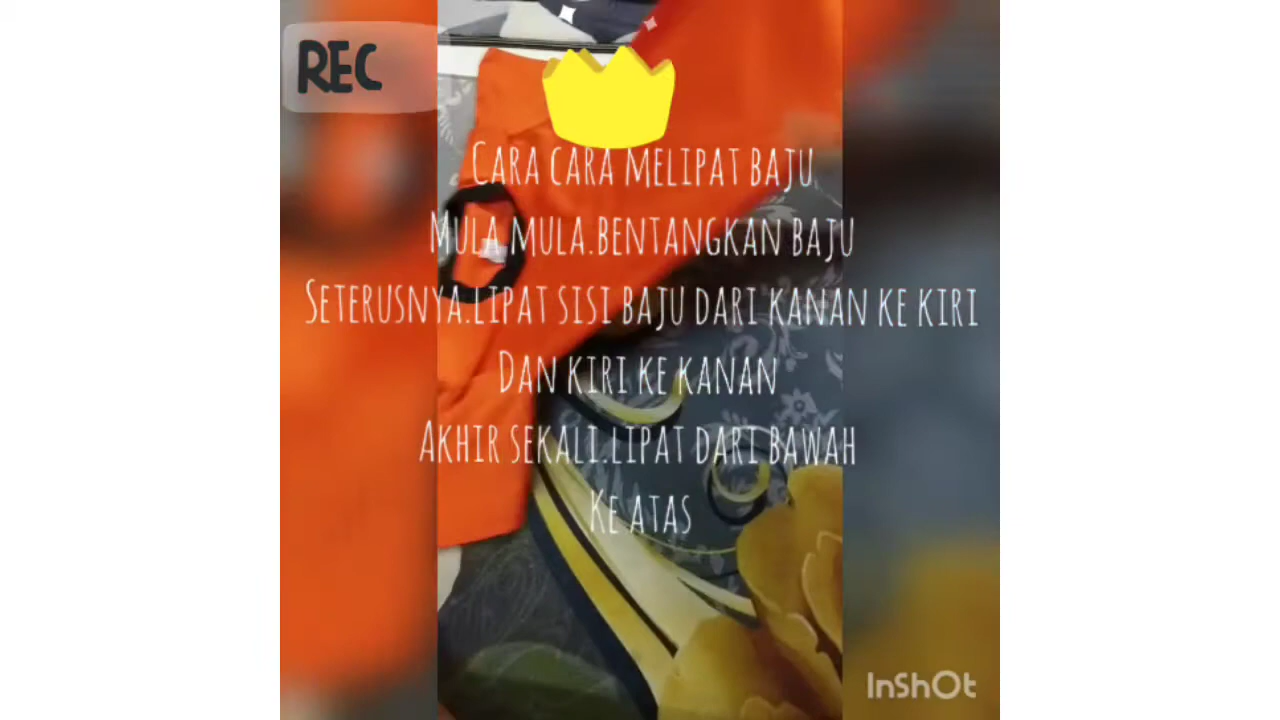 REC
CARA CARA MELIPAT BAJU
MULA MULA.BENTANGKAN BAJU
SETERUSNYA.LIPAT SISI BAJU DARI KANAN KE KIRI
DAN KIRI KE KANAN
AKHIR SEKALI.LIPAT DARI BAWAH
KE ATAS
InShOt